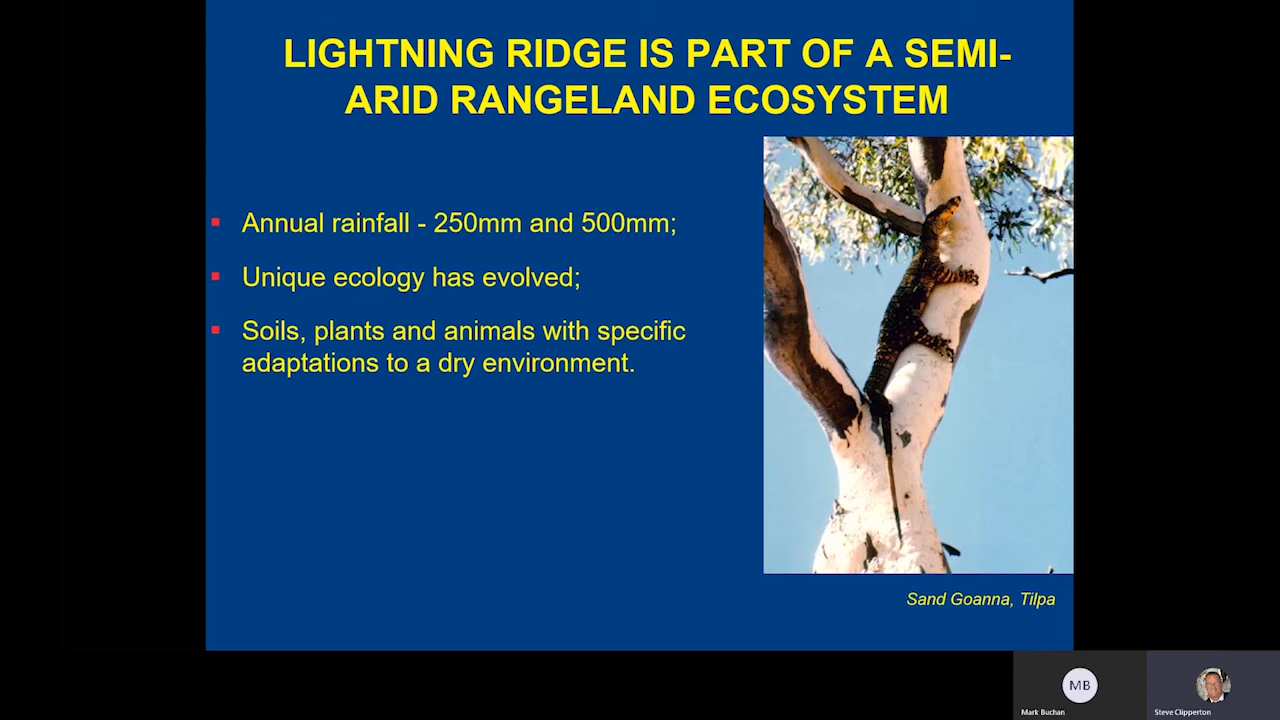 LIGHTNING RIDGE IS PART OF A SEMI-
ARID RANGELAND ECOSYSTEM
Annual rainfall - 250mm and 500mm;
Unique ecology has evolved;
Soils, plants and animals with specific
adaptations to a dry environment.
Sand Goanna, Tilpa
MB
Mark Buchan
Steve Clipperton